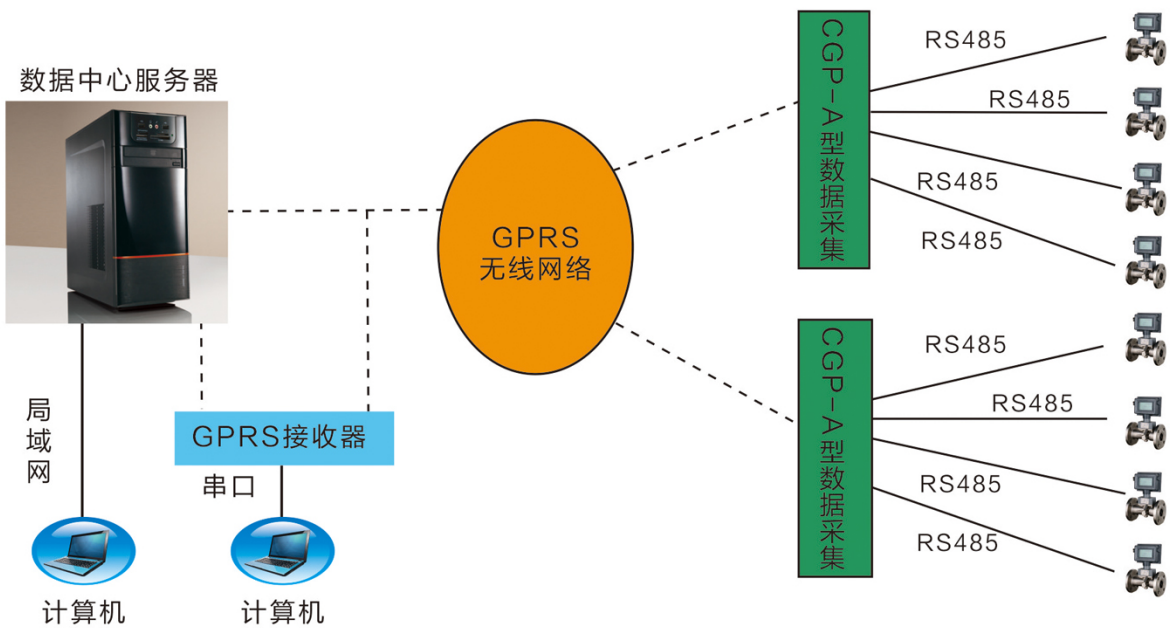 数据中心服务器
局域网
计算机
GPRS接收器
串口
计算机
GPRS
无线网络
CGP-A型数据采集
RS485
RS485
RS485
RS485
CGP-A型数据采集
RS485
RS485
RS485
RS485